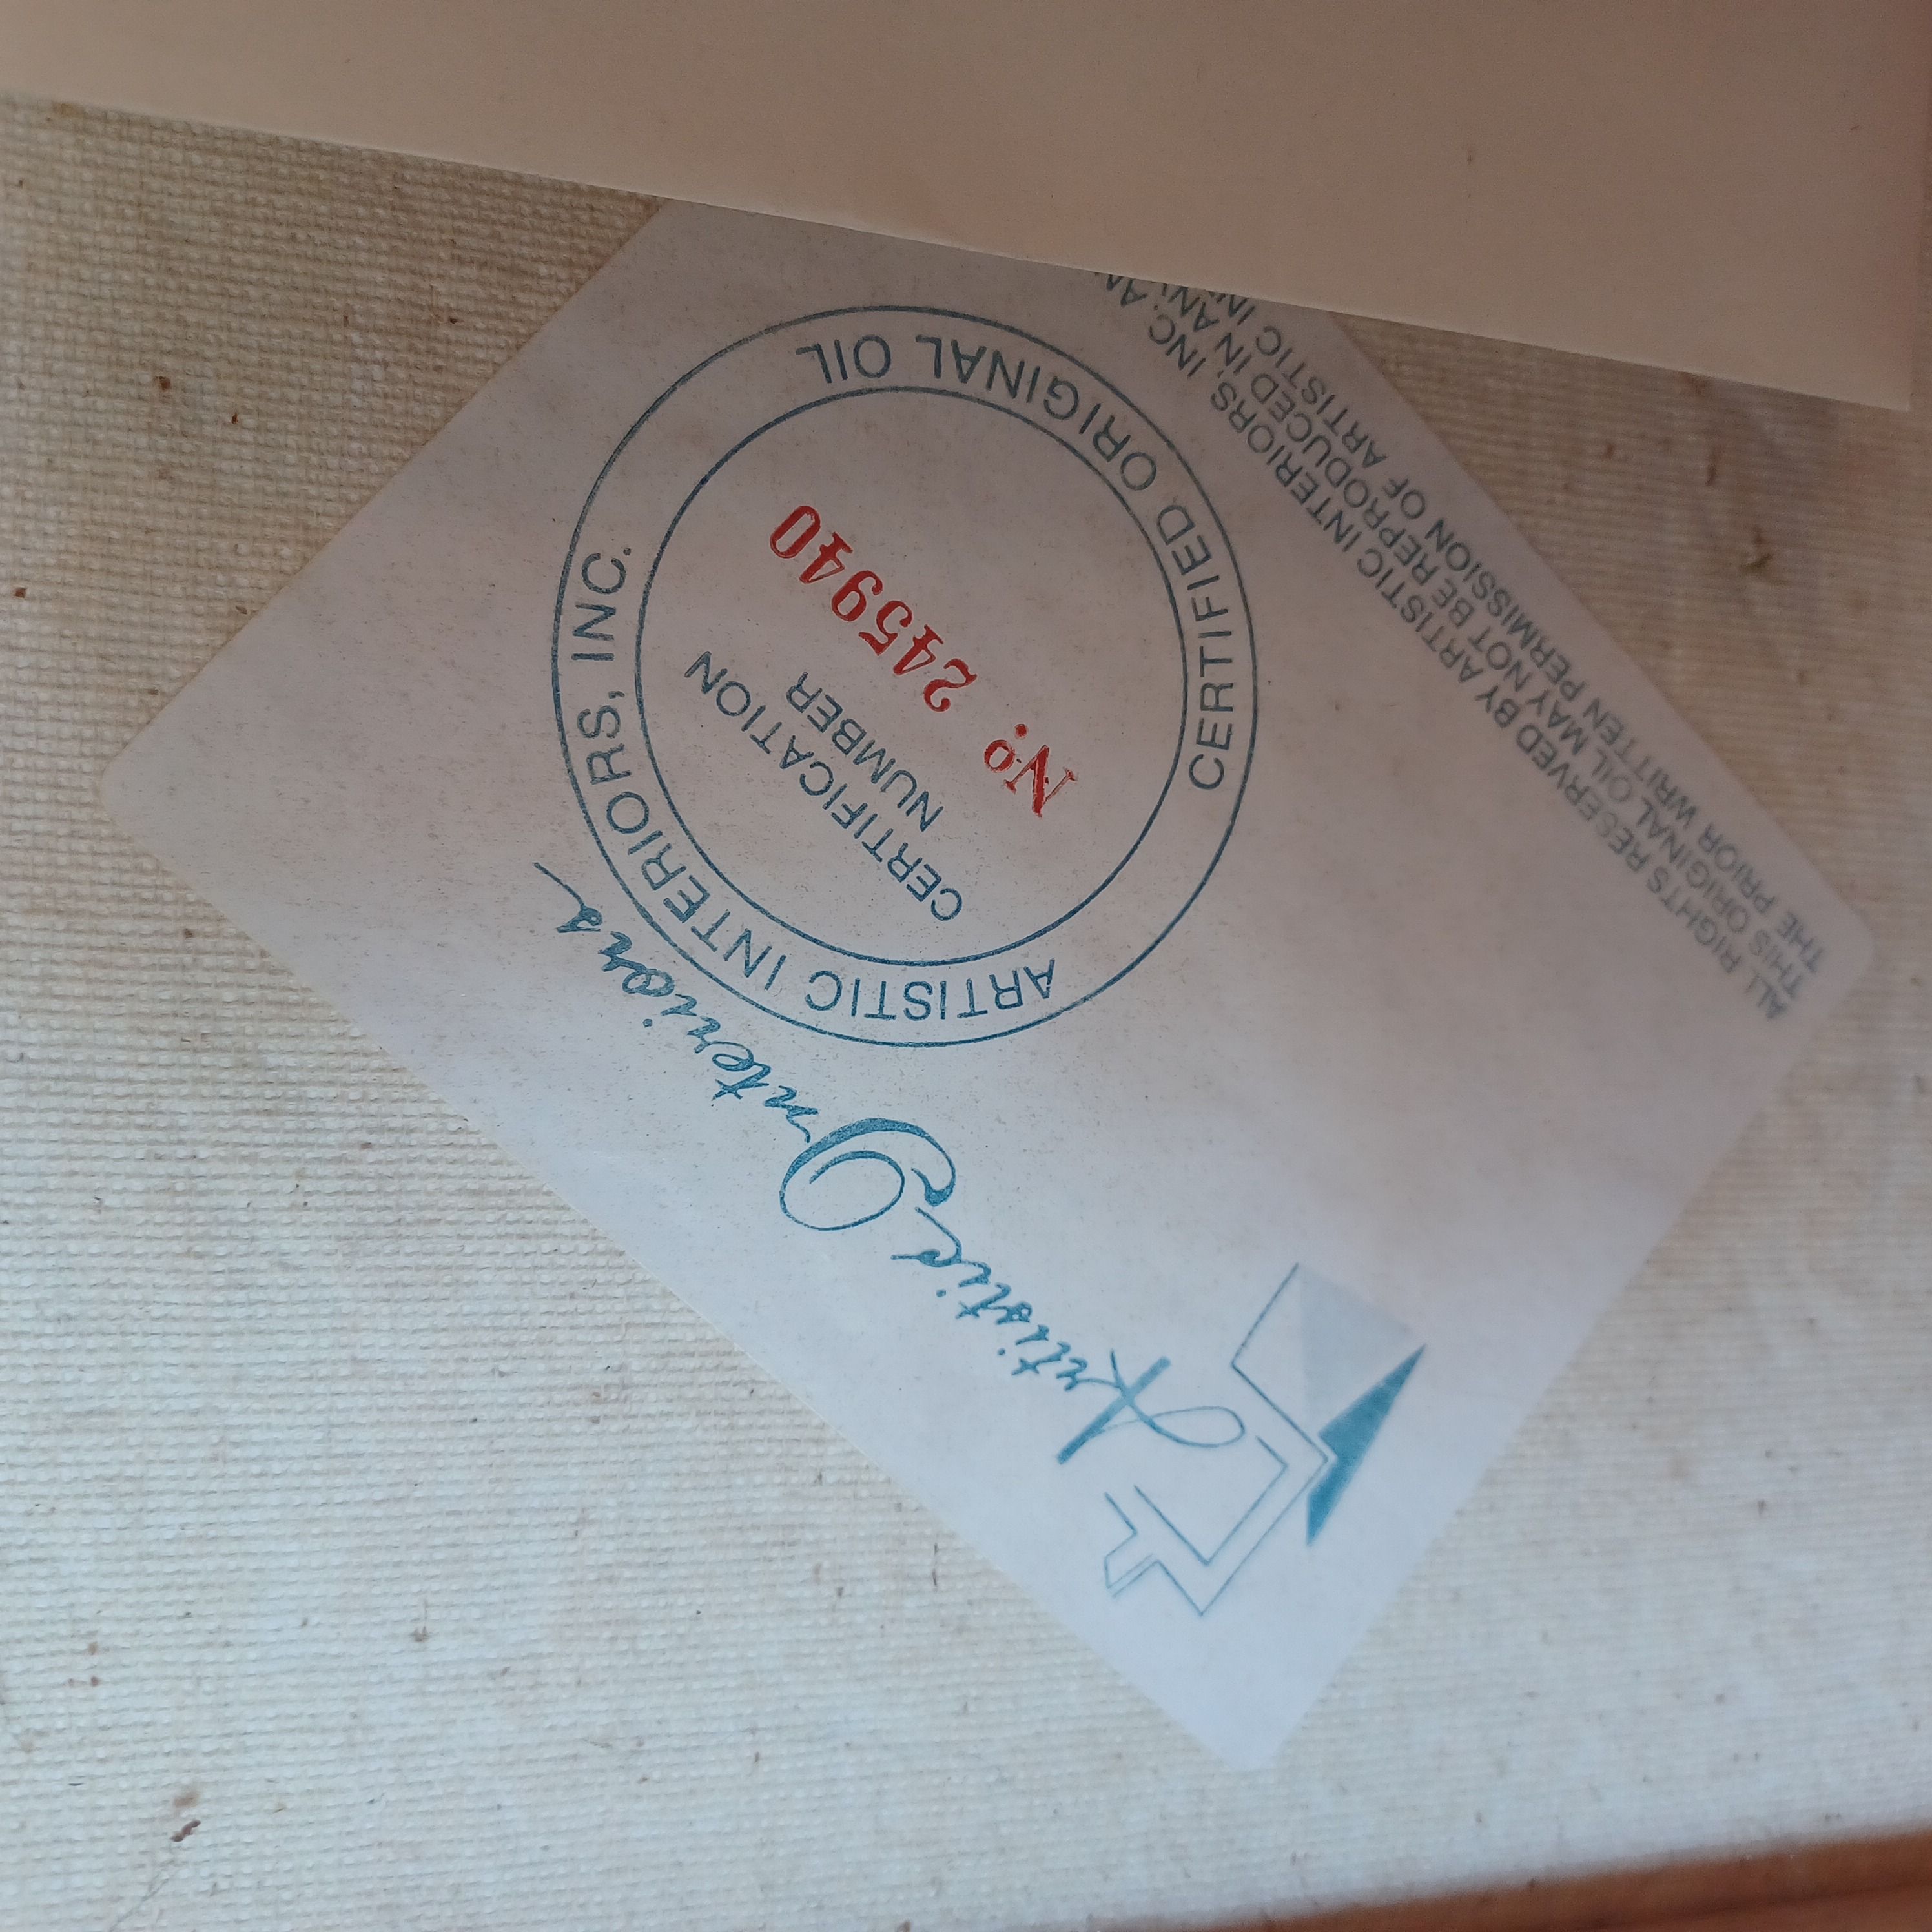 Artistic Interiors
ARTISTIC INTERIORS, INC.
CERTIFICATION
NUMBER
No. 245940
CERTIFIED ORIGINAL OIL
ALL RIGHTS RESERVED BY ARTISTIC INTERIORS, INC.
THIS ORIGINAL OIL MAY NOT BE REPRODUCED IN
THE PRIOR WRITTEN PERMISSION OF ARTISTIC